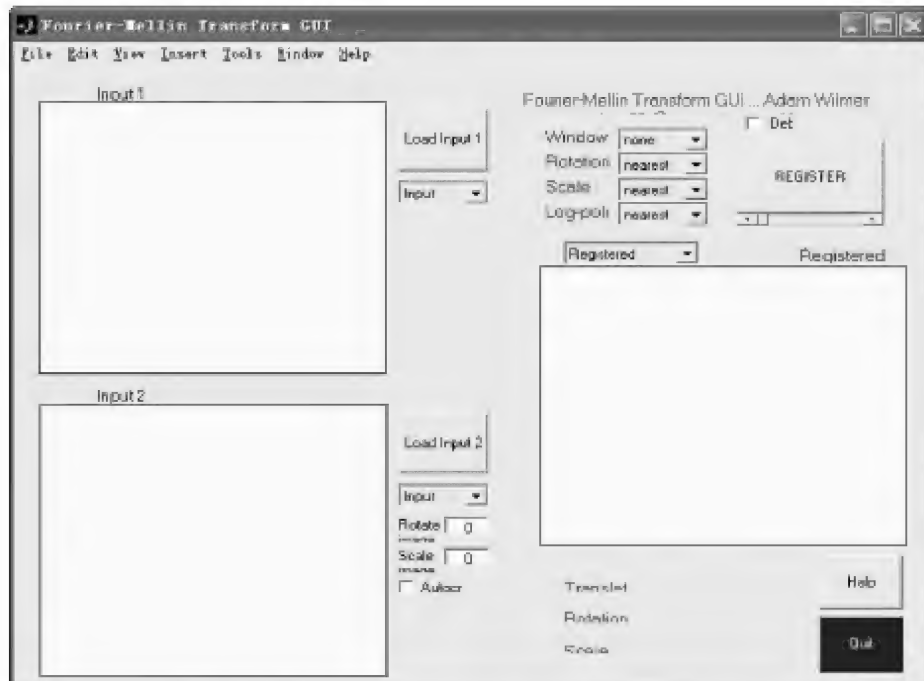 Fourier-Mellin Transform GUI
File Edit View Insert Tools Window Help
Input 1
Load Input 1
Input
Input 2
Load Input 2
Input
Rotate
0
Scale
0
Autocr
Fourier-Mellin Transform GUI ... Adam Wilmer
Det
Window none
Rotation nearest
Scale nearest
Log-poli nearest
REGISTER
Registered
Registered
Translat
Rotation
Scale
Help
Quit